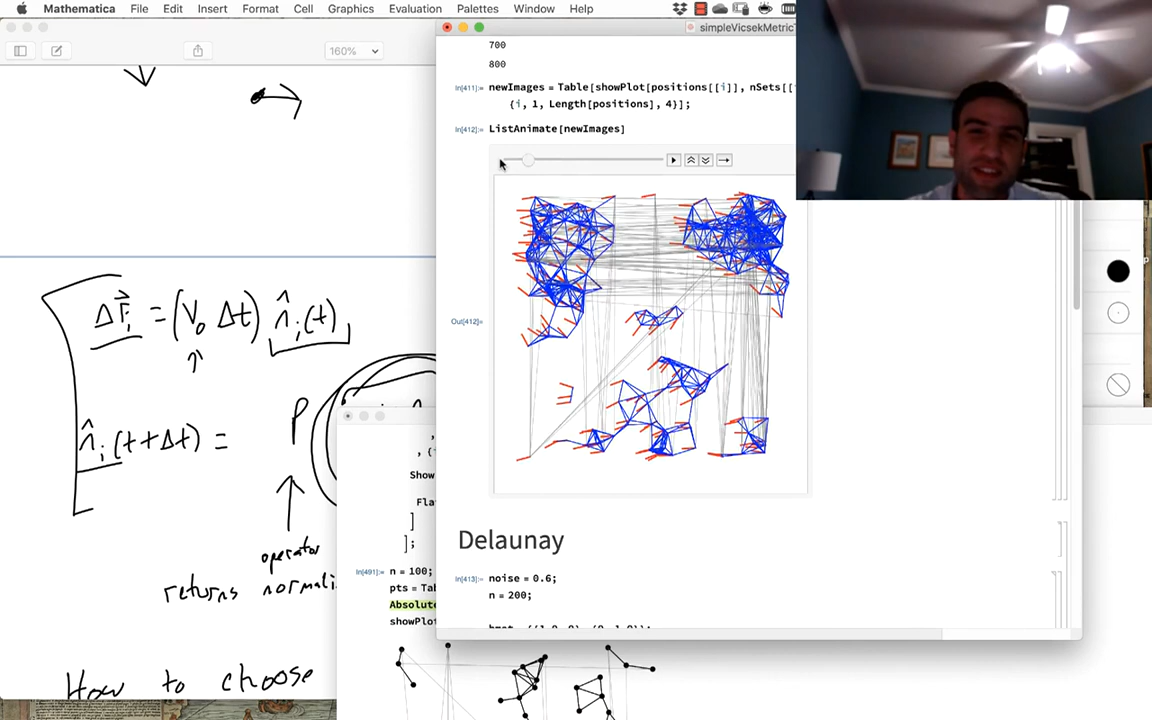 Mathematica File Edit Insert Format Cell Graphics Evaluation Palettes Window Help
160%
simpleVicsekMetricT
700
800
In[411]:= newImages = Table[showPlot[positions[[i]], nSets[[
{i, 1, Length[positions], 4}];
In[412]:= ListAnimate[newImages]
Out[412]=
Delaunay
In[413]:= noise = 0.6;
n = 200;
Δr⃗ᵢ = (V₀ Δt) n̂ᵢ(t)
n̂ᵢ(t+Δt) =
P
operator
returns normali
How to choose
, {
Show
Fla
]
];
In[491]:= n = 100;
pts = Tab
Absolute
showPlot